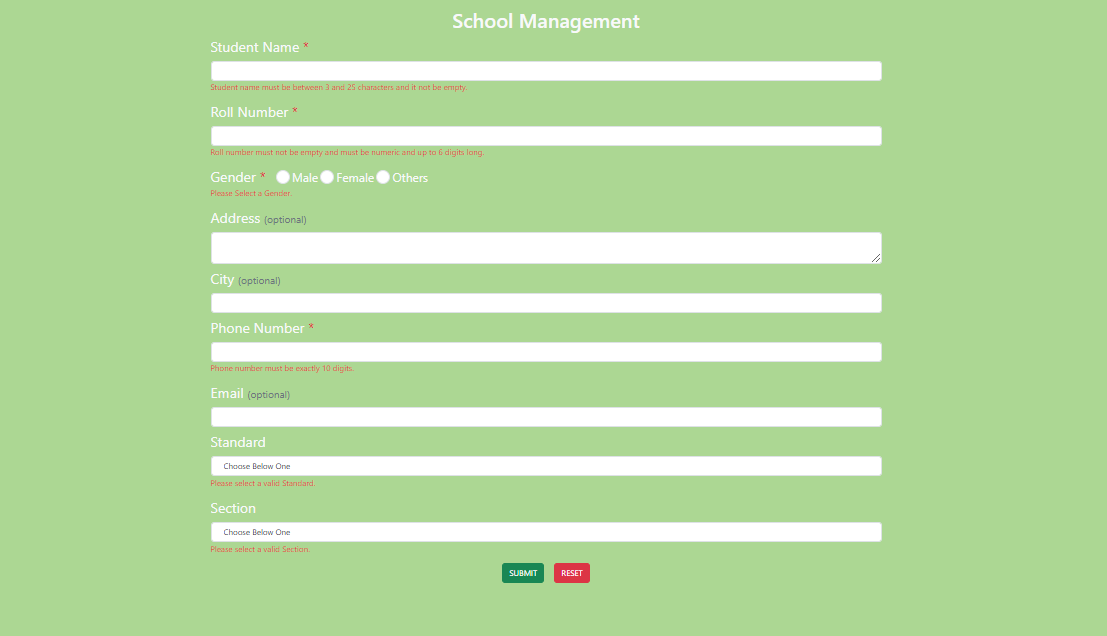 School Management
Student Name *
Student name must be between 3 and 25 characters and it not be empty.
Roll Number *
Roll number must not be empty and must be numeric and up to 6 digits long.
Gender * Male Female Others
Please Select a Gender.
Address (optional)
City (optional)
Phone Number *
Phone number must be exactly 10 digits.
Email (optional)
Standard
Choose Below One
Please select a valid Standard.
Section
Choose Below One
Please select a valid Section.
SUBMIT RESET